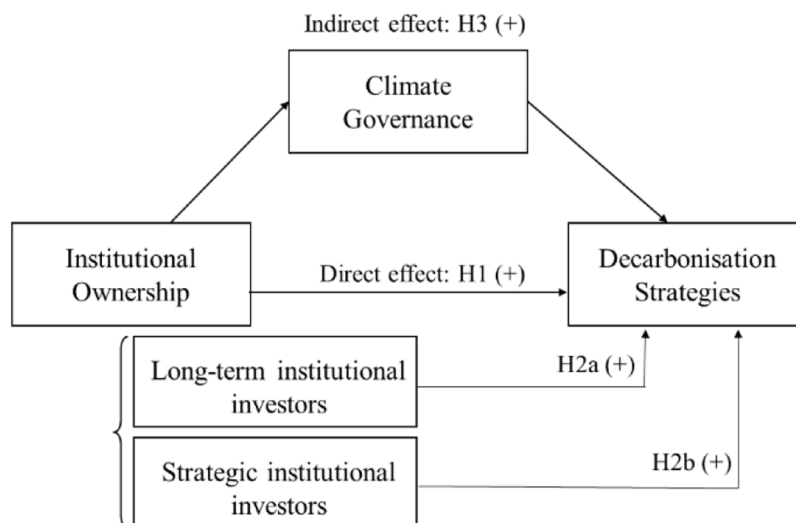 Indirect effect: H3 (+)
Climate
Governance
Institutional
Ownership
Direct effect: H1 (+)
Decarbonisation
Strategies
Long-term institutional
investors
H2a (+)
Strategic institutional
investors
H2b (+)